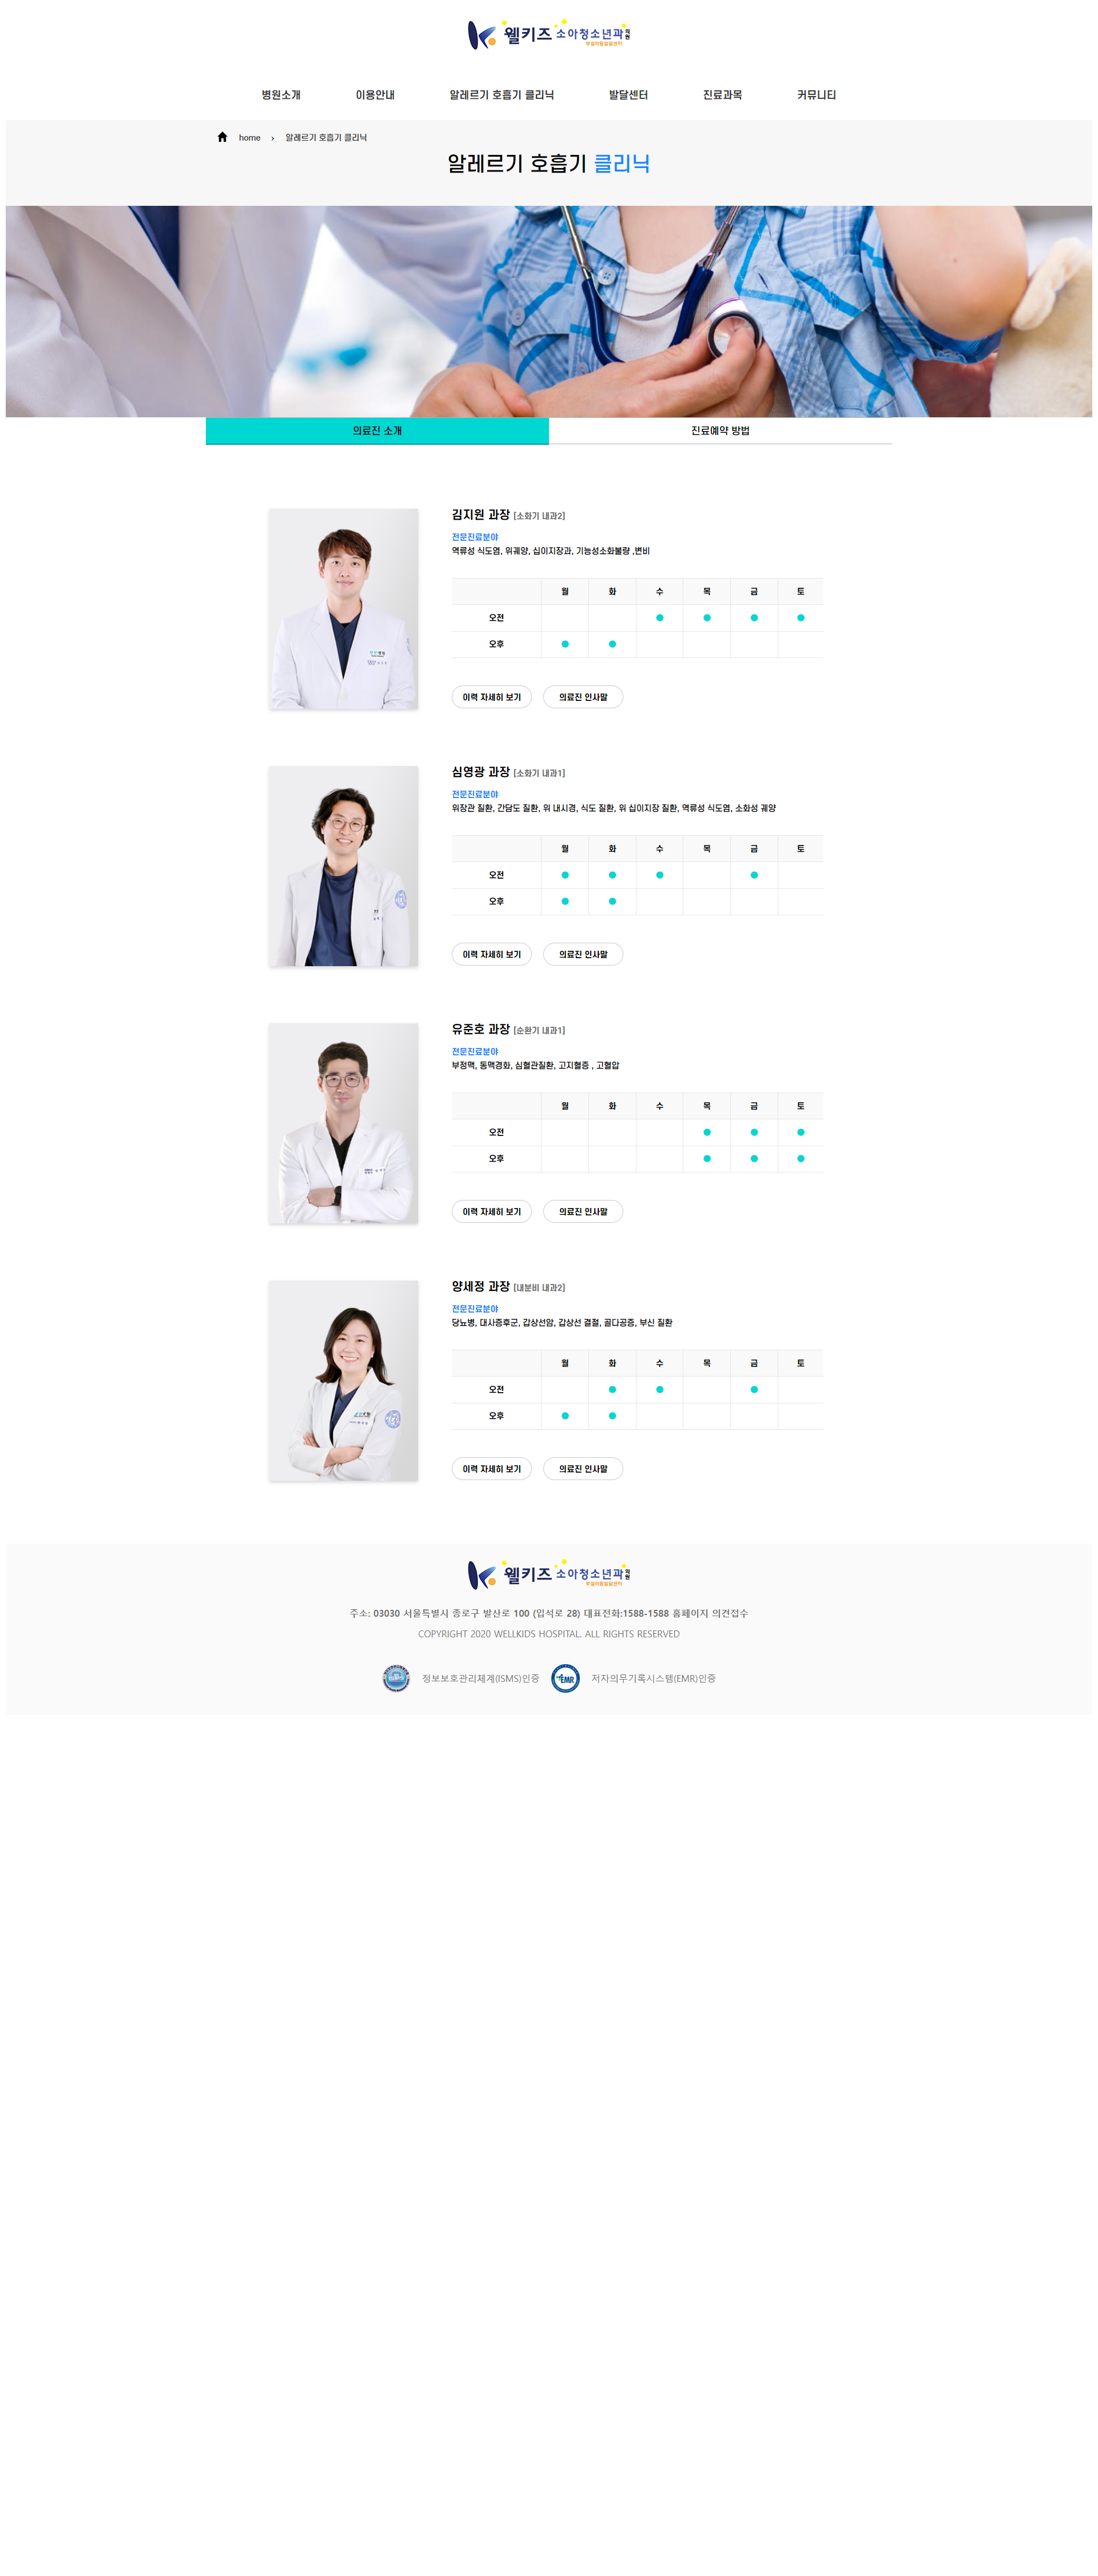 웰키즈 소아청소년과 의원
부설아동발달센터
병원소개 이용안내 알레르기 호흡기 클리닉 발달센터 진료과목 커뮤니티
home › 알레르기 호흡기 클리닉
알레르기 호흡기 클리닉
의료진 소개 진료예약 방법
김지원 과장 [소화기 내과2]
전문진료분야
역류성 식도염, 위궤양, 십이지장과, 기능성소화불량 ,변비
월 화 수 목 금 토
오전
오후
이력 자세히 보기 의료진 인사말
심영광 과장 [소화기 내과1]
전문진료분야
위장관 질환, 간담도 질환, 위 내시경, 식도 질환, 위 십이지장 질환, 역류성 식도염, 소화성 궤양
월 화 수 목 금 토
오전
오후
이력 자세히 보기 의료진 인사말
유준호 과장 [순환기 내과1]
전문진료분야
부정맥, 동맥경화, 심혈관질환, 고지혈증 , 고혈압
월 화 수 목 금 토
오전
오후
이력 자세히 보기 의료진 인사말
양세정 과장 [내분비 내과2]
전문진료분야
당뇨병, 대사증후군, 갑상선암, 갑상선 결절, 골다공증, 부신 질환
월 화 수 목 금 토
오전
오후
이력 자세히 보기 의료진 인사말
웰키즈 소아청소년과 의원
부설아동발달센터
주소: 03030 서울특별시 종로구 발산로 100 (입석로 28) 대표전화:1588-1588 홈페이지 의견접수
COPYRIGHT 2020 WELLKIDS HOSPITAL. ALL RIGHTS RESERVED
정보보호관리체계(ISMS)인증 EMR 저자의무기록시스템(EMR)인증